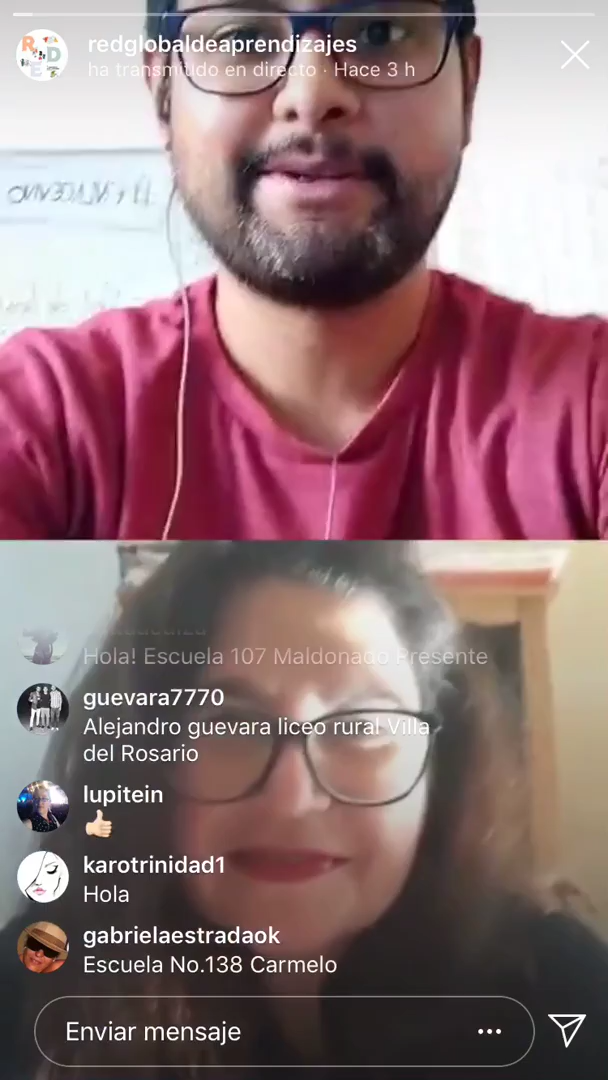 redglobaldeaprendizajes
ha transmitido en directo · Hace 3 h
Hola! Escuela 107 Maldonado Presente
guevara7770
Alejandro guevara liceo rural Villa
del Rosario
lupitein
👍🏼
karotrinidad1
Hola
gabrielaestradaok
Escuela No.138 Carmelo
Enviar mensaje